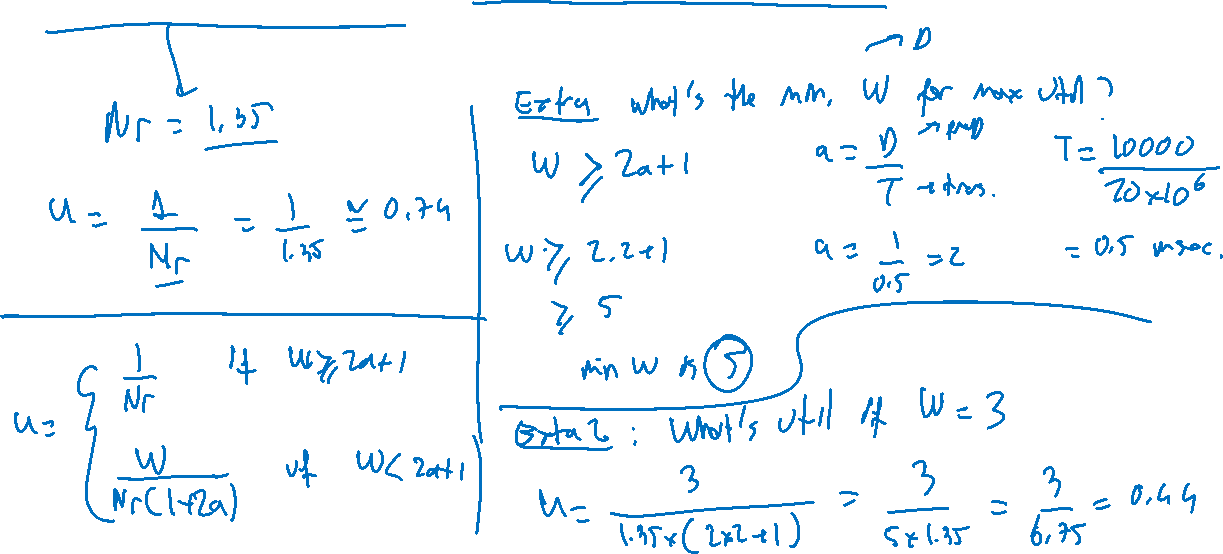 Nr = 1.35
u = 1/Nr = 1/1.35 ≅ 0.74
u = { 1/Nr if W ≥ 2a+1
W/Nr(1+2a) if W < 2a+1
D
Extra what's the min. W for max util?
W ≥ 2a+1
a = D/T → prop → trans.
T = 10000/20×10^6
= 0.5 msec.
W ≥ 2.2+1
a = 1/0.5 = 2
≥ 5
min W is 5
Extra 2 : What's util if W = 3
u = 3/1.35×(2×2+1) = 3/5×1.35 = 3/6.75 = 0.44